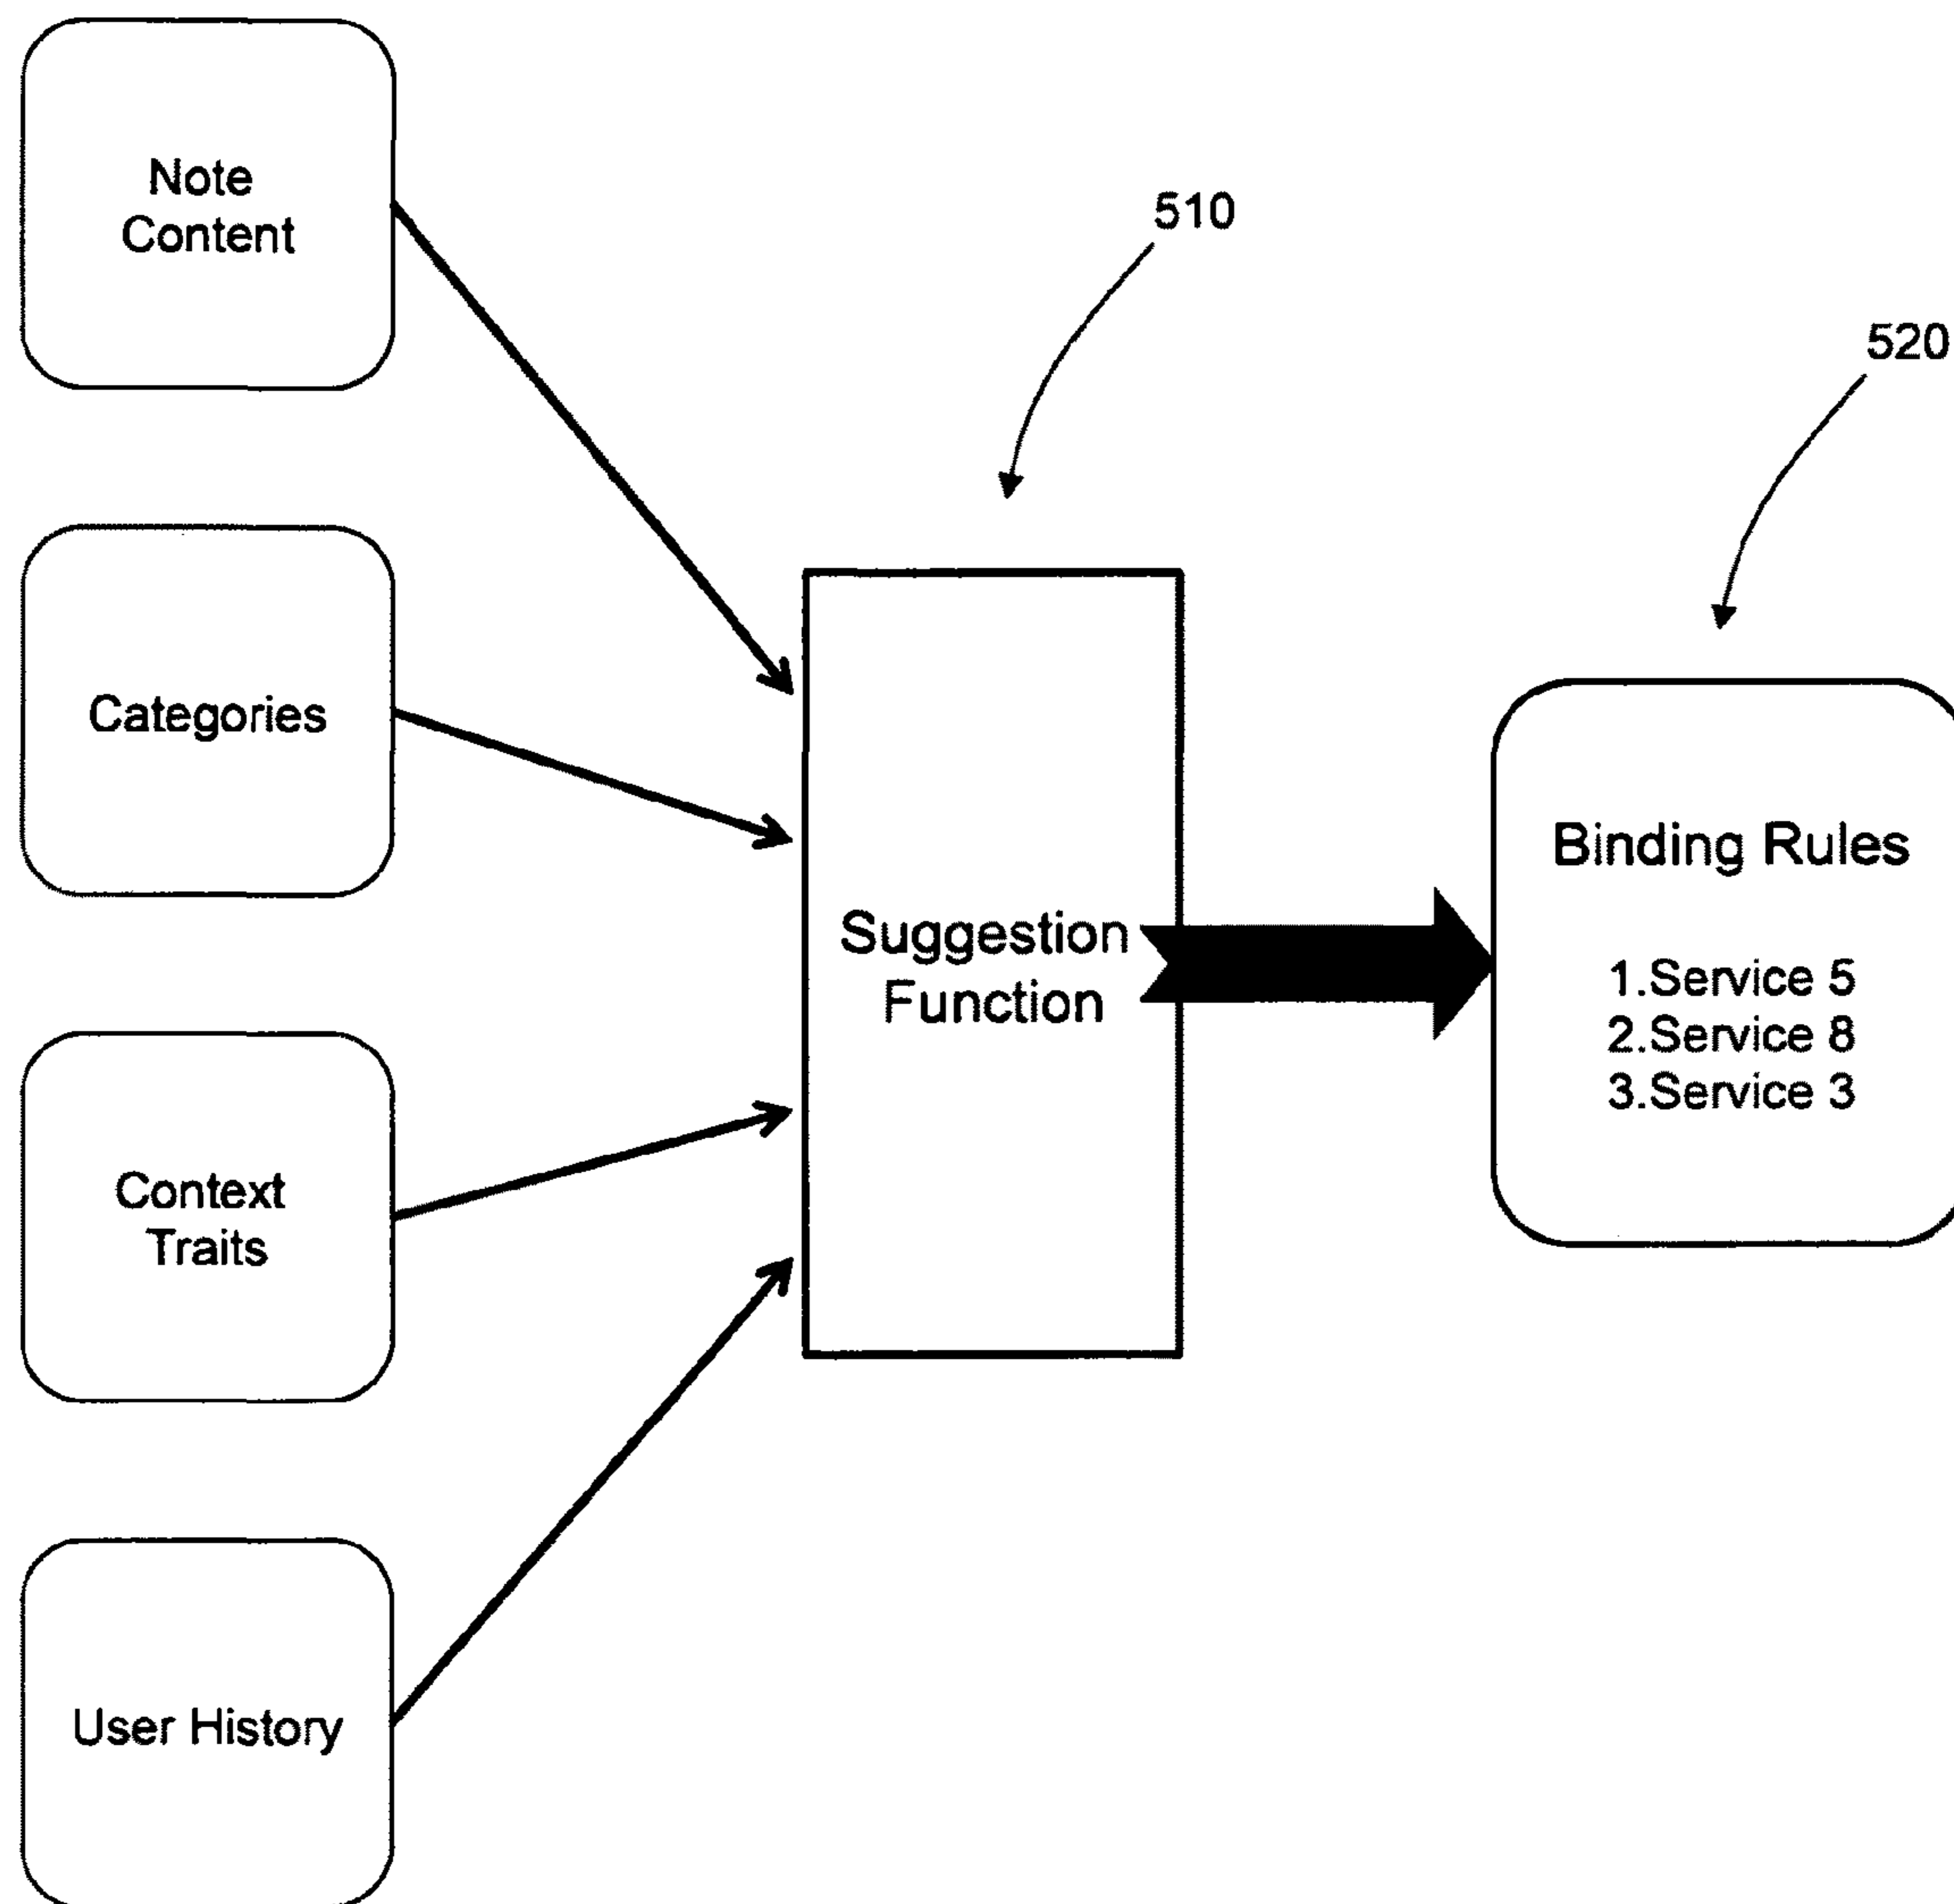 Note
Content
510
520
Categories
Suggestion
Function
Binding Rules
1.Service 5
2.Service 8
3.Service 3
Context
Traits
User History